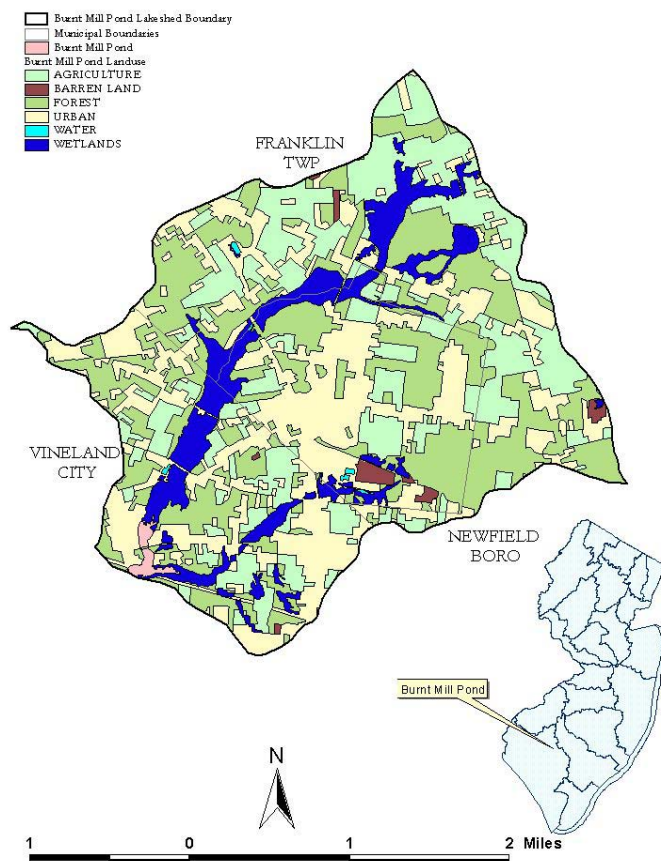 Burnt Mill Pond Lakeshed Boundary
Municipal Boundaries
Burnt Mill Pond
Burnt Mill Pond Landuse
AGRICULTURE
BARREN LAND
FOREST
URBAN
WATER
WETLANDS
FRANKLIN
TWP
VINELAND
CITY
NEWFIELD
BORO
Burnt Mill Pond
N
1 0 1 2 Miles